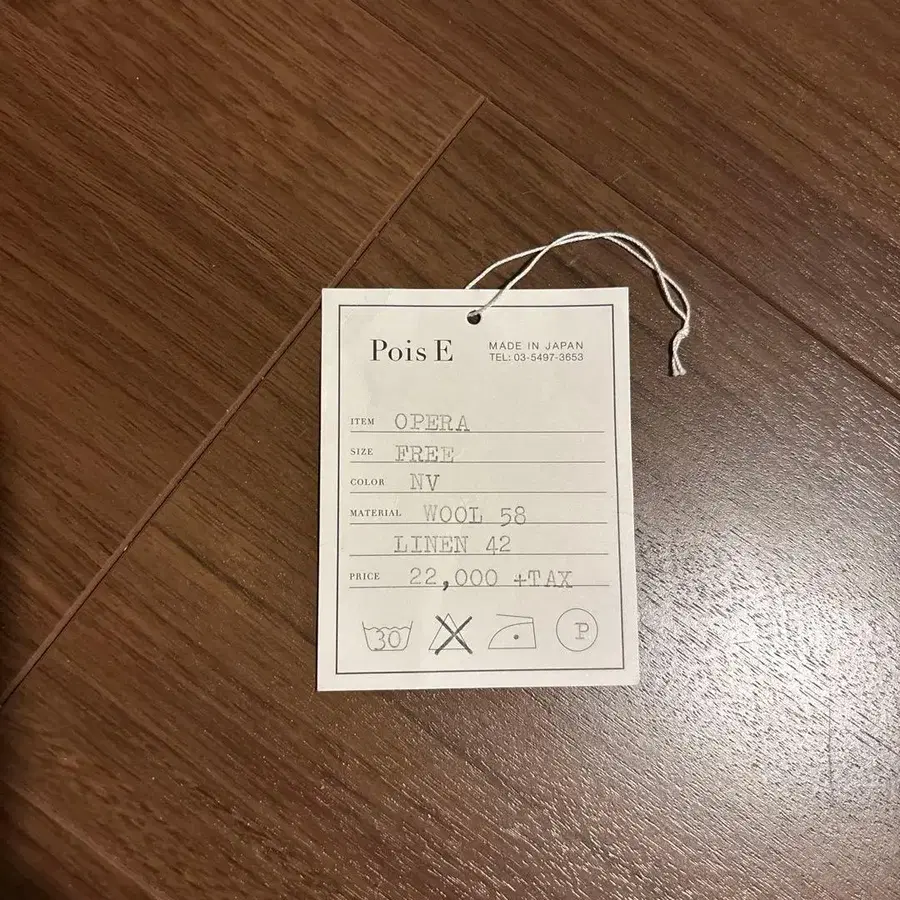 Pois E
MADE IN JAPAN
TEL: 03-5497-3653
ITEM OPERA
SIZE FREE
COLOR NV
MATERIAL WOOL 58
LINEN 42
PRICE 22,000 +TAX
30 P